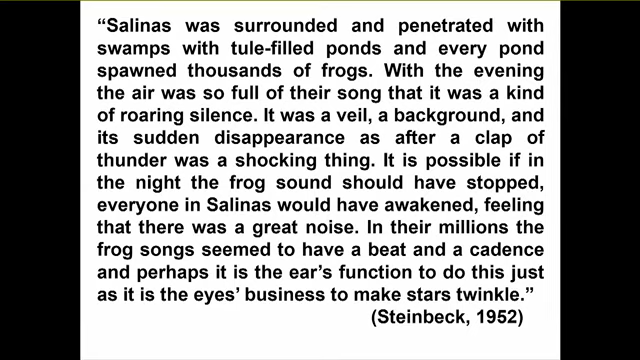 “Salinas was surrounded and penetrated with
swamps with tule-filled ponds and every pond
spawned thousands of frogs. With the evening
the air was so full of their song that it was a kind
of roaring silence. It was a veil, a background, and
its sudden disappearance as after a clap of
thunder was a shocking thing. It is possible if in
the night the frog sound should have stopped,
everyone in Salinas would have awakened, feeling
that there was a great noise. In their millions the
frog songs seemed to have a beat and a cadence
and perhaps it is the ear’s function to do this just
as it is the eyes’ business to make stars twinkle.”
(Steinbeck, 1952)